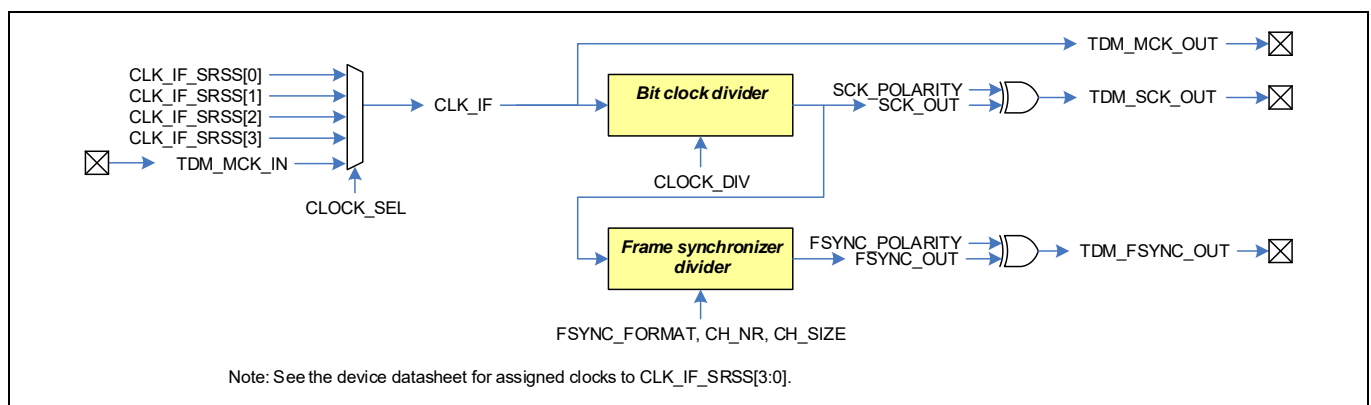 TDM_MCK_OUT
CLK_IF_SRSS[0]
CLK_IF_SRSS[1]
CLK_IF_SRSS[2]
CLK_IF_SRSS[3]
TDM_MCK_IN
CLOCK_SEL
CLK_IF
Bit clock divider
CLOCK_DIV
SCK_POLARITY
SCK_OUT
TDM_SCK_OUT
Frame synchronizer
divider
FSYNC_FORMAT, CH_NR, CH_SIZE
FSYNC_POLARITY
FSYNC_OUT
TDM_FSYNC_OUT
Note: See the device datasheet for assigned clocks to CLK_IF_SRSS[3:0].